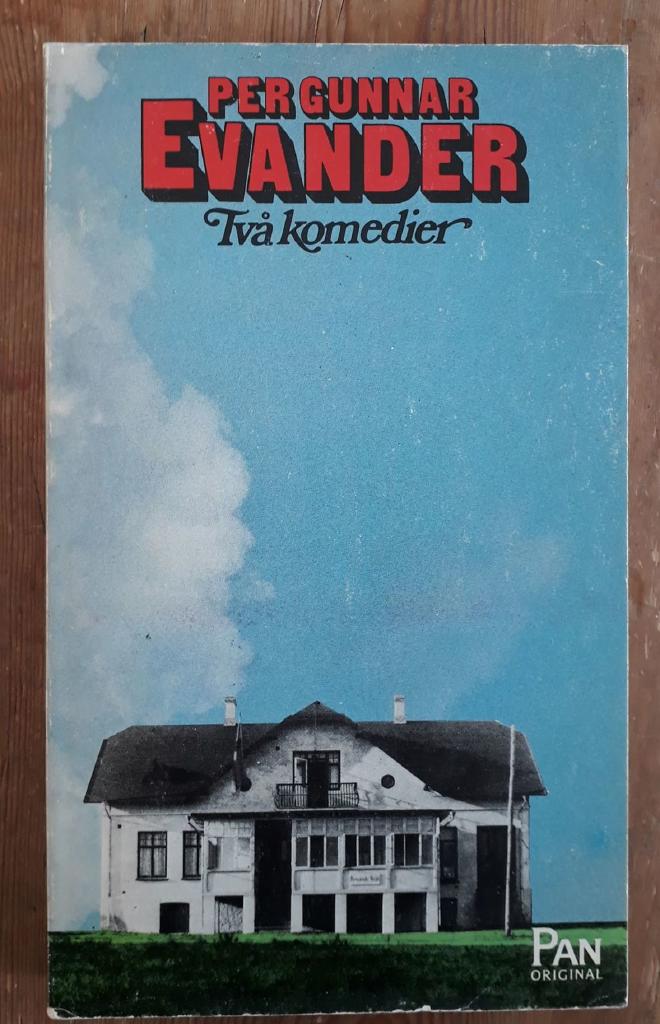 PER GUNNAR
EVANDER
Två komedier
PAN
ORIGINAL